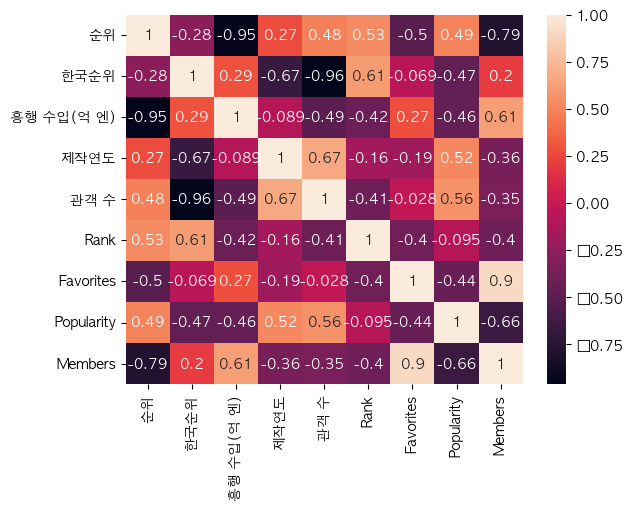 순위 1 -0.28 -0.95 0.27 0.48 0.53 -0.5 0.49 -0.79
한국순위 -0.28 1 0.29 -0.67 -0.96 0.61 -0.069 -0.47 0.2
흥행 수입(억 엔) -0.95 0.29 1 -0.089 -0.49 -0.42 0.27 -0.46 0.61
제작연도 0.27 -0.67 -0.089 1 0.67 -0.16 -0.19 0.52 -0.36
관객 수 0.48 -0.96 -0.49 0.67 1 -0.41 -0.028 0.56 -0.35
Rank 0.53 0.61 -0.42 -0.16 -0.41 1 -0.4 -0.095 -0.4
Favorites -0.5 -0.069 0.27 -0.19 -0.028 -0.4 1 -0.44 0.9
Popularity 0.49 -0.47 -0.46 0.52 0.56 -0.095 -0.44 1 -0.66
Members -0.79 0.2 0.61 -0.36 -0.35 -0.4 0.9 -0.66 1
순위 한국순위 흥행 수입(억 엔) 제작연도 관객 수 Rank Favorites Popularity Members
1.00
0.75
0.50
0.25
0.00
□0.25
□0.50
□0.75